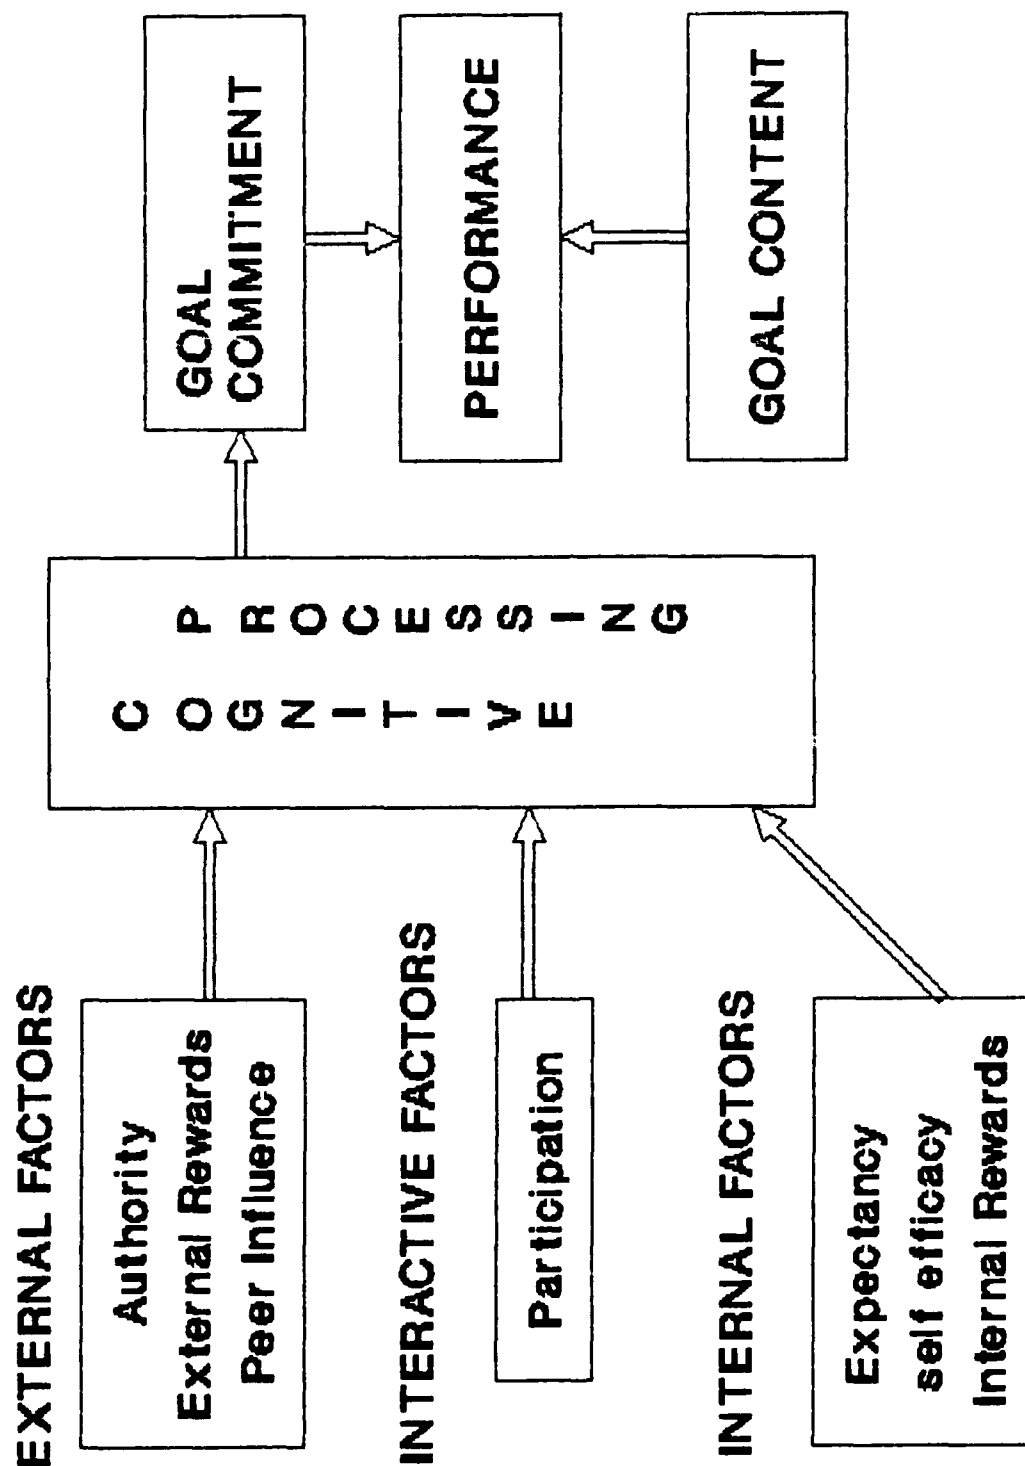 EXTERNAL FACTORS
Authority
External Rewards
Peer Influence
INTERACTIVE FACTORS
Participation
INTERNAL FACTORS
Expectancy
self efficacy
Internal Rewards
COGNITIVE
PROCESSING
GOAL
COMMITMENT
PERFORMANCE
GOAL CONTENT